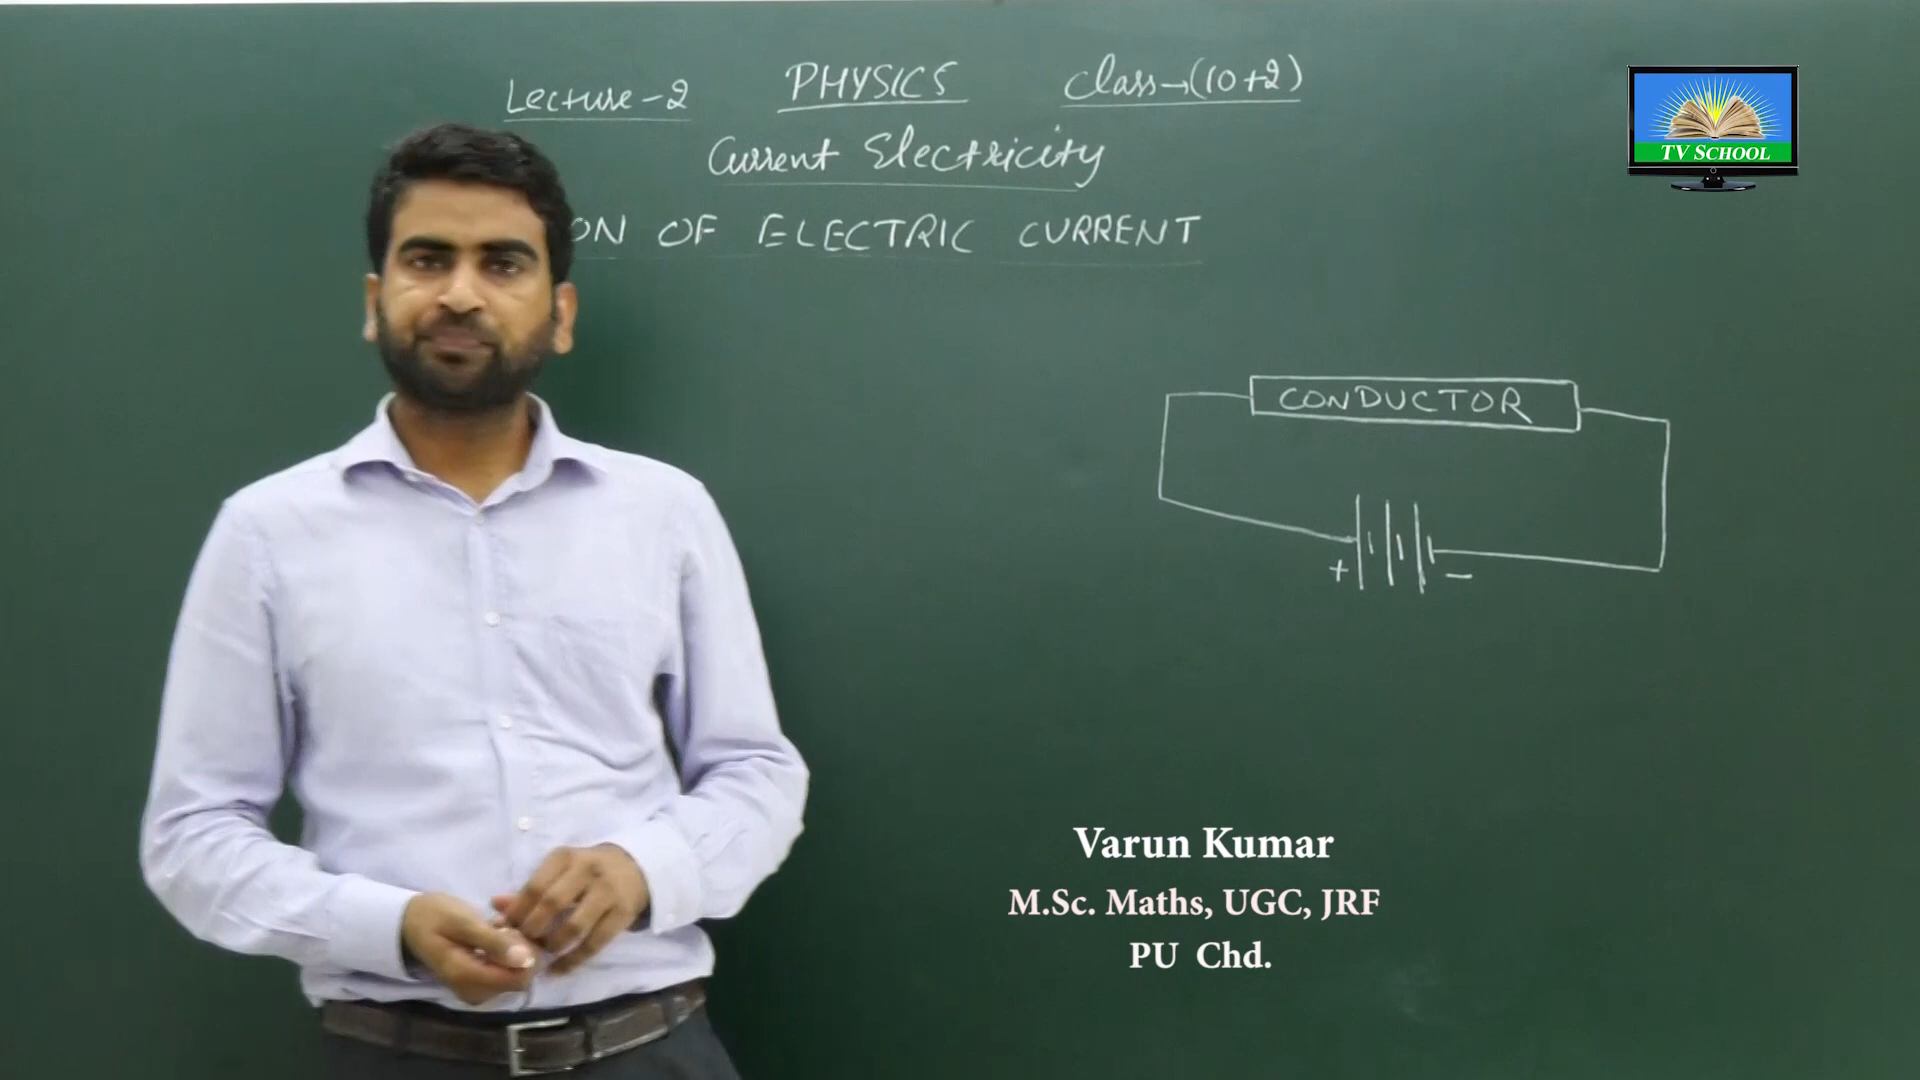 Lecture-2 PHYSICS Class→(10+2)
Current Electricity
ON OF ELECTRIC CURRENT
TV SCHOOL
CONDUCTOR
+ −
Varun Kumar
M.Sc. Maths, UGC, JRF
PU Chd.